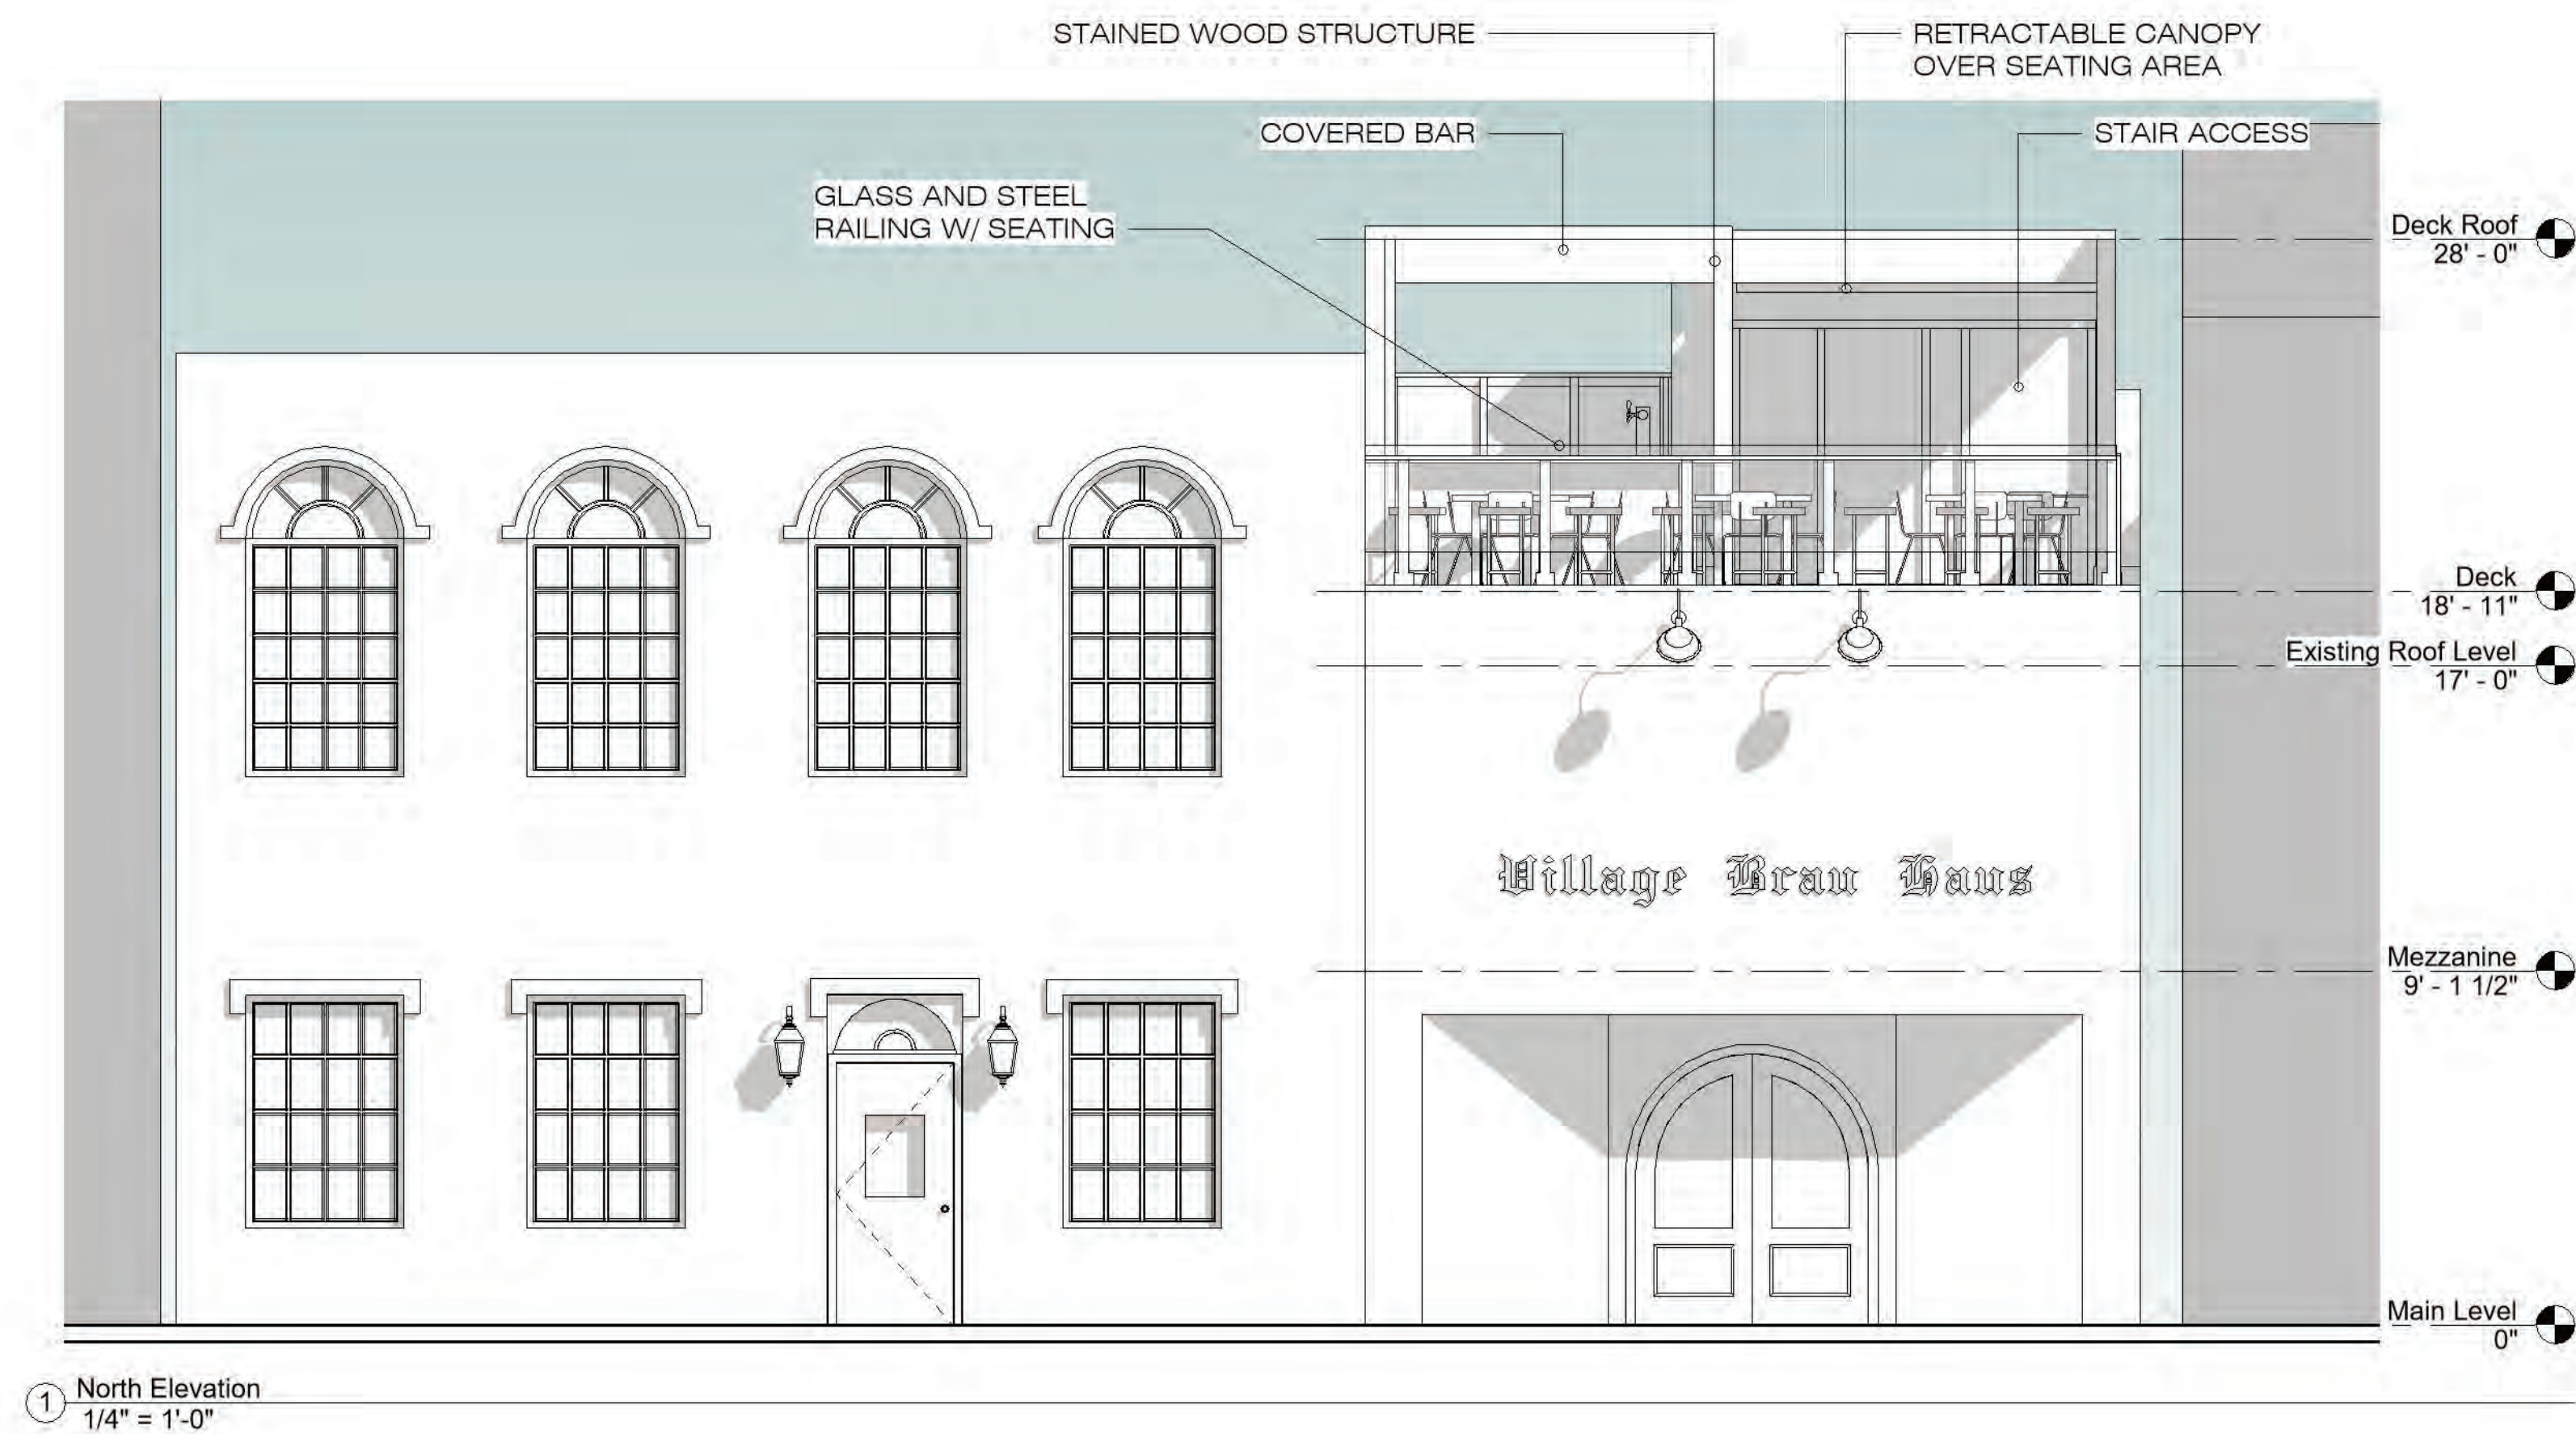 STAINED WOOD STRUCTURE
RETRACTABLE CANOPY
OVER SEATING AREA
COVERED BAR
STAIR ACCESS
GLASS AND STEEL
RAILING W/ SEATING
Deck Roof
28' - 0"
Deck
18' - 11"
Existing Roof Level
17' - 0"
Village Brau Haus
Mezzanine
9' - 1 1/2"
Main Level
0"
1
North Elevation
1/4" = 1'-0"